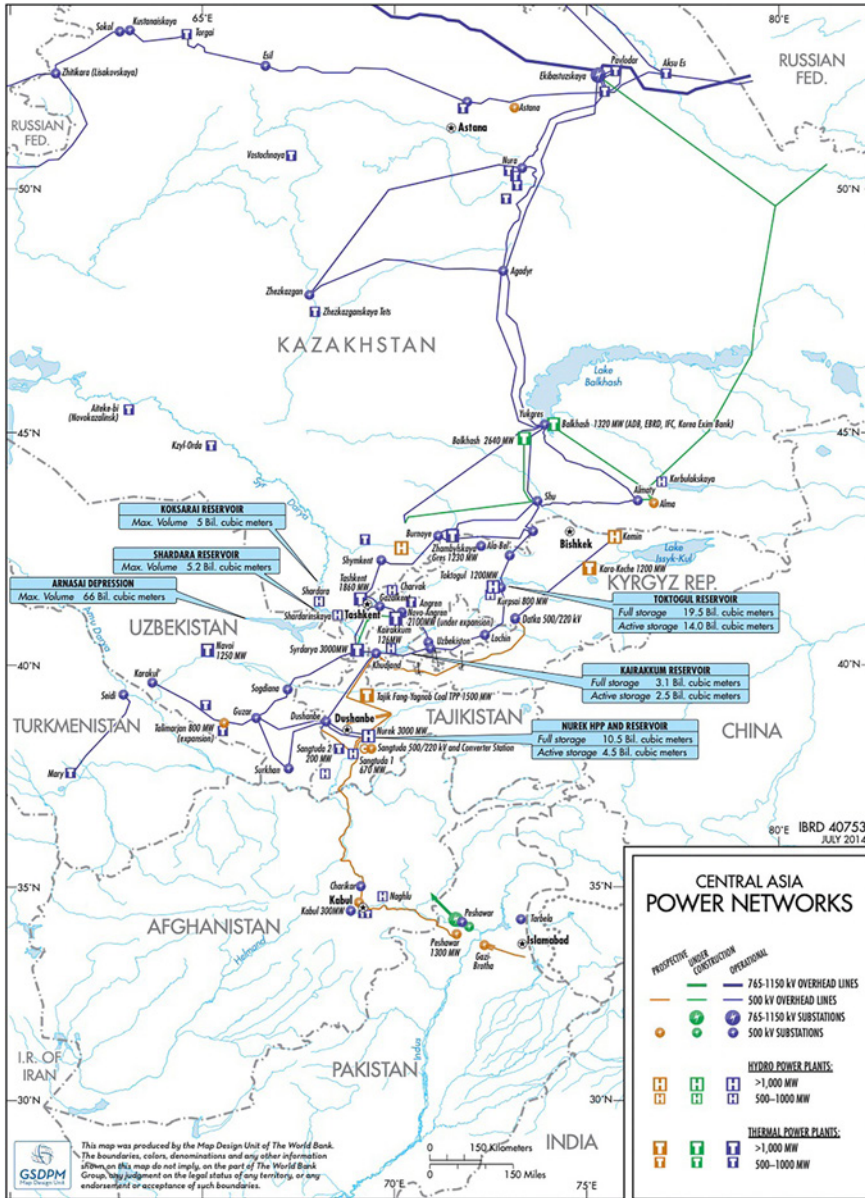 65°E
80°E
Sokol
Kustanaiskaya
Torgai
Esil
Zhitikara (Lisakovskaya)
Pavlodar
Aksu Es
Ekibastuzskaya
RUSSIAN
FED.
RUSSIAN
FED.
Astana
Astana
Vostochnaya
Nura
50°N
50°N
Agadyr
Zhezkazgan
Zhezkazganskaya Tets
KAZAKHSTAN
Lake
Balkhash
Aiteke-bi
(Novokazalinsk)
Kzyl-Orda
45°N
45°N
Yukgres
Balkhash 1320 MW (ADB, EBRD, IFC, Korea Exim Bank)
Balkhash 2640 MW
Syr
Darya
Kerbulakskaya
Almaty
Alma
Shu
KOKSARAI RESERVOIR
Max. Volume 5 Bil. cubic meters
SHARDARA RESERVOIR
Max. Volume 5.2 Bil. cubic meters
ARNASAI DEPRESSION
Max. Volume 66 Bil. cubic meters
Burnoye
Zhambylskaya
Gres 1230 MW
Ala-Bel'
Bishkek
Kemin
Lake
Issyk-Kul
Kara-Keche 1200 MW
KYRGYZ REP.
Shymkent
Tashkent
1860 MW
Charvak
Gazalkent
Angren
Toktogul 1200MW
Kurpsai 800 MW
Shardara
Shardarinskaya
Tashkent
Novo-Angren
2100MW (under expansion)
Datka 500/220 kV
TOKTOGUL RESERVOIR
Full storage 19.5 Bil. cubic meters
Active storage 14.0 Bil. cubic meters
UZBEKISTAN
Amu Darya
Navoi
1250 MW
Kairakkum
126MW
Lochin
Uzbekiston
Syrdarya 3000MW
Khudjand
40°N
40°N
KAIRAKKUM RESERVOIR
Full storage 3.1 Bil. cubic meters
Active storage 2.5 Bil. cubic meters
Karakul'
Seidi
Sogdiana
Tajik Fang-Yagnob Coal TPP 1500 MW
TURKMENISTAN
Guzar
Dushanbe
Dushanbe
TAJIKISTAN
CHINA
Talimarjan 800 MW
(expansion)
Nurek 3000 MW
NUREK HPP AND RESERVOIR
Full storage 10.5 Bil. cubic meters
Active storage 4.5 Bil. cubic meters
Sangtuda 2
200 MW
Sangtuda 500/220 kV and Converter Station
Sangtuda 1
670 MW
Mary
Surkhan
80°E
IBRD 40753
JULY 2014
35°N
35°N
Charikar
Kabul
Naghlu
Kabul 300MW
AFGHANISTAN
Helmand
Peshawar
Peshawar
1300 MW
Tarbela
Islamabad
Gazi-
Brotha
Indus
I.R. OF
IRAN
PAKISTAN
30°N
30°N
INDIA
70°E
75°E
CENTRAL ASIA
POWER NETWORKS
PROSPECTIVE
UNDER
CONSTRUCTION
OPERATIONAL
765-1150 kV OVERHEAD LINES
500 kV OVERHEAD LINES
765-1150 kV SUBSTATIONS
500 kV SUBSTATIONS
HYDRO POWER PLANTS:
H H H >1,000 MW
H H H 500–1000 MW
THERMAL POWER PLANTS:
T T T >1,000 MW
T T T 500–1000 MW
GSDPM
Map Design Unit
This map was produced by the Map Design Unit of The World Bank.
The boundaries, colors, denominations and any other information
shown on this map do not imply, on the part of The World Bank
Group, any judgment on the legal status of any territory, or any
endorsement or acceptance of such boundaries.
0 150 Kilometers
0 150 Miles